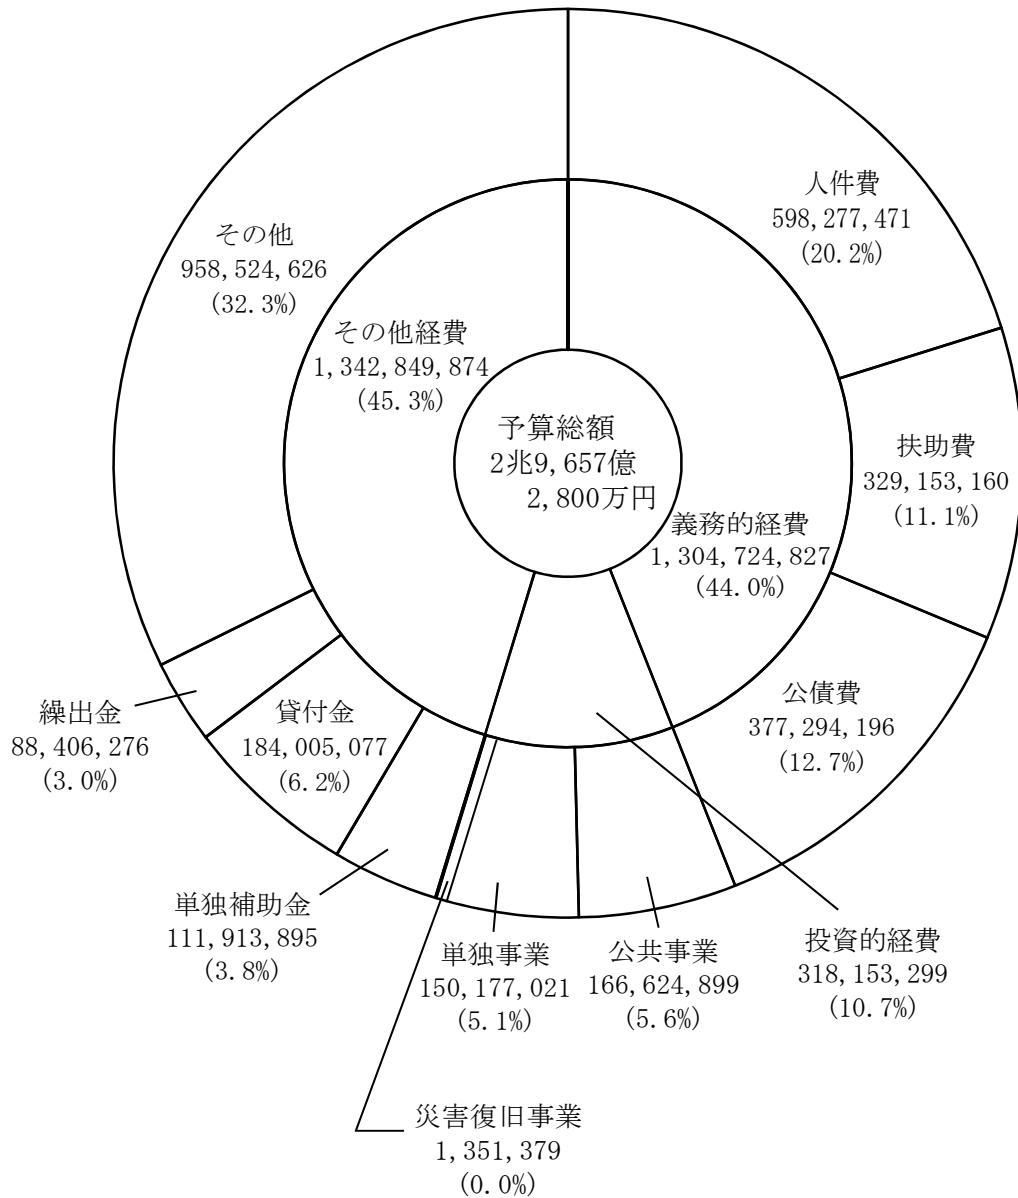 人件費
598,277,471
(20.2%)
その他
958,524,626
(32.3%)
その他経費
1,342,849,874
(45.3%)
予算総額
2兆9,657億
2,800万円
扶助費
329,153,160
(11.1%)
義務的経費
1,304,724,827
(44.0%)
公債費
377,294,196
(12.7%)
繰出金
88,406,276
(3.0%)
貸付金
184,005,077
(6.2%)
単独補助金
111,913,895
(3.8%)
単独事業
150,177,021
(5.1%)
公共事業
166,624,899
(5.6%)
投資的経費
318,153,299
(10.7%)
災害復旧事業
1,351,379
(0.0%)